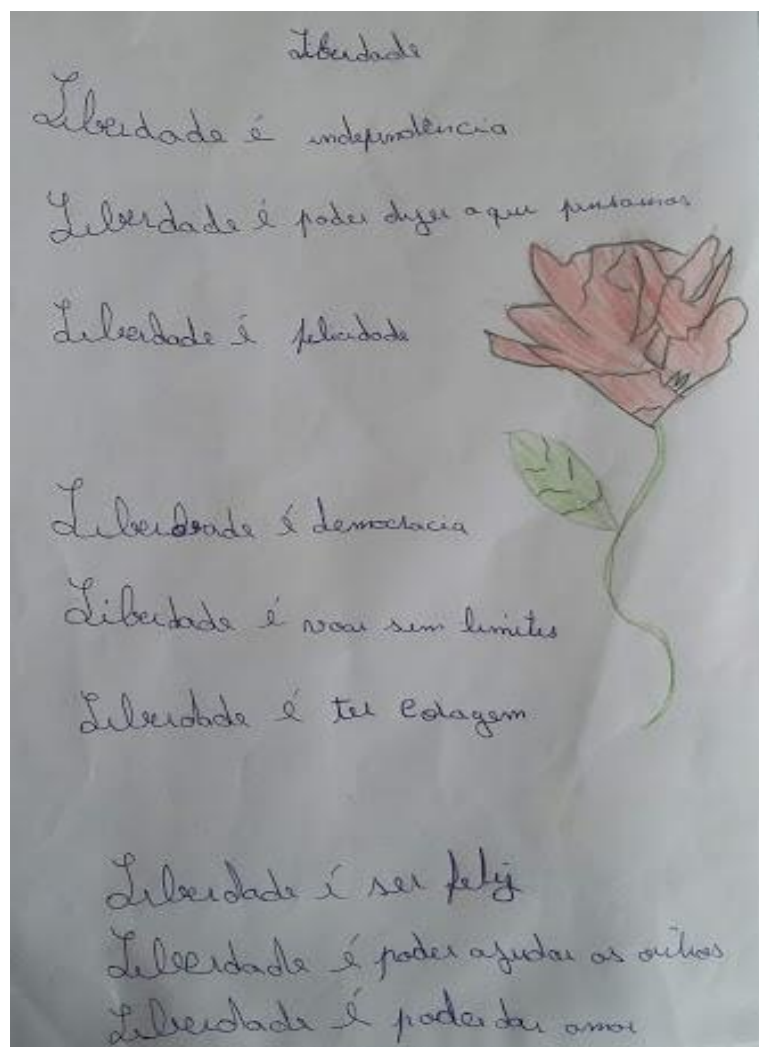 Liberdade
Liberdade é independência
Liberdade é poder dizer o que pensamos
Liberdade é felicidade
Liberdade é democracia
Liberdade é voar sem limites
Liberdade é ter coragem
Liberdade é ser feliz
Liberdade é poder ajudar os outros
Liberdade é poder dar amor